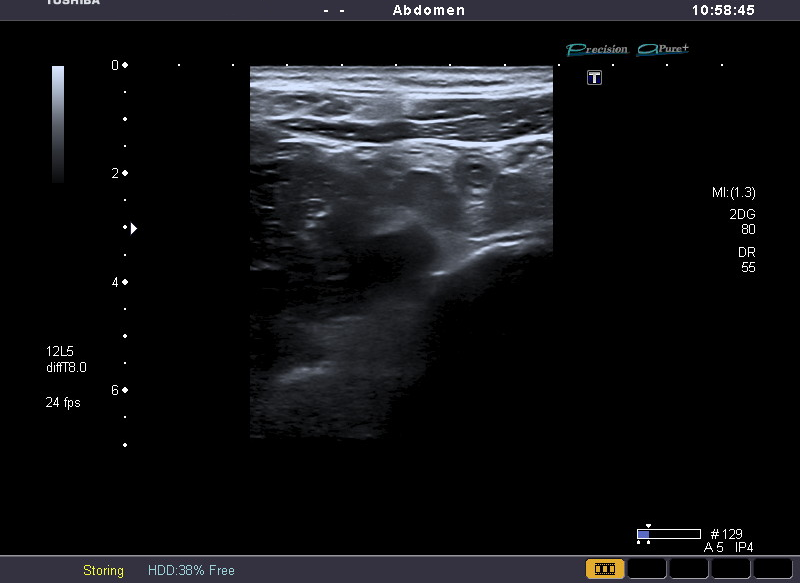 TOSHIBA
- - Abdomen 10:58:45
Precision APure+
T
0
2
4
6
MI:(1.3)
2DG
80
DR
55
12L5
diffT8.0
24 fps
#129
A 5 IP4
Storing HDD:38% Free